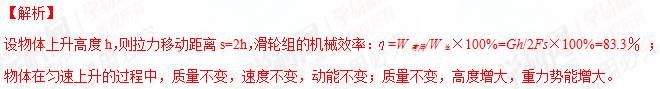 【解析】
设物体上升高度 h,则拉力移动距离 s=2h,滑轮组的机械效率：η=W有用/W总×100%=Gh/2Fs×100%=83.3％；
物体在匀速上升的过程中，质量不变，速度不变，动能不变；质量不变，高度增大，重力势能增大。